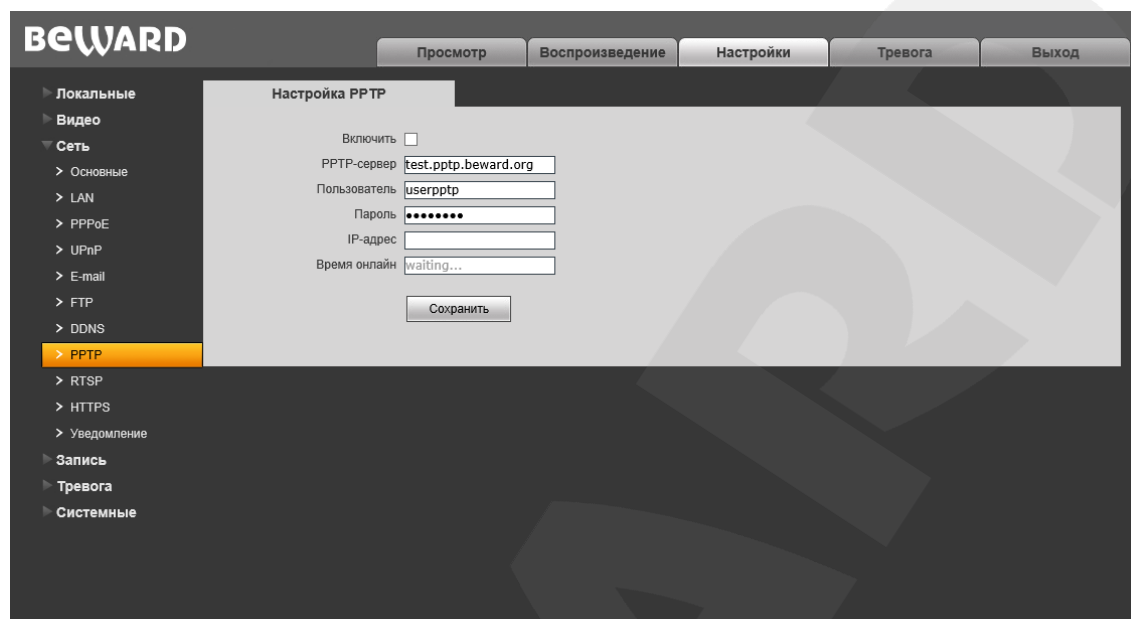 BEWARD
Просмотр Воспроизведение Настройки Тревога Выход
Локальные
Видео
Сеть
> Основные
> LAN
> PPPoE
> UPnP
> E-mail
> FTP
> DDNS
> PPTP
> RTSP
> HTTPS
> Уведомление
Запись
Тревога
Системные
Настройка PPTP
Включить
PPTP-сервер test.pptp.beward.org
Пользователь userpptp
Пароль ••••••••
IP-адрес
Время онлайн waiting...
Сохранить